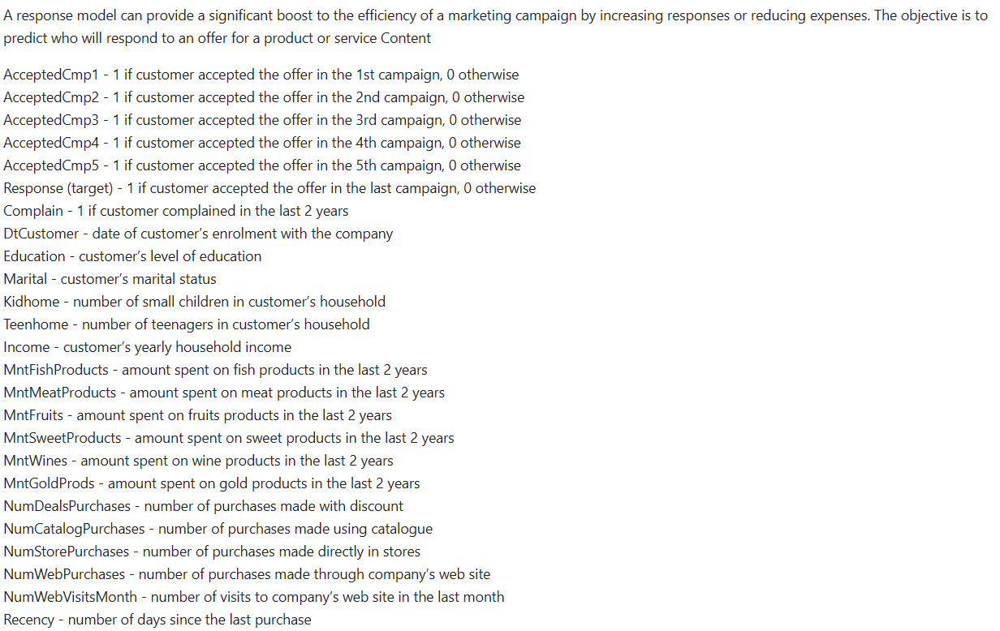 A response model can provide a significant boost to the efficiency of a marketing campaign by increasing responses or reducing expenses. The objective is to
predict who will respond to an offer for a product or service Content
AcceptedCmp1 - 1 if customer accepted the offer in the 1st campaign, 0 otherwise
AcceptedCmp2 - 1 if customer accepted the offer in the 2nd campaign, 0 otherwise
AcceptedCmp3 - 1 if customer accepted the offer in the 3rd campaign, 0 otherwise
AcceptedCmp4 - 1 if customer accepted the offer in the 4th campaign, 0 otherwise
AcceptedCmp5 - 1 if customer accepted the offer in the 5th campaign, 0 otherwise
Response (target) - 1 if customer accepted the offer in the last campaign, 0 otherwise
Complain - 1 if customer complained in the last 2 years
DtCustomer - date of customer’s enrolment with the company
Education - customer’s level of education
Marital - customer’s marital status
Kidhome - number of small children in customer’s household
Teenhome - number of teenagers in customer’s household
Income - customer’s yearly household income
MntFishProducts - amount spent on fish products in the last 2 years
MntMeatProducts - amount spent on meat products in the last 2 years
MntFruits - amount spent on fruits products in the last 2 years
MntSweetProducts - amount spent on sweet products in the last 2 years
MntWines - amount spent on wine products in the last 2 years
MntGoldProds - amount spent on gold products in the last 2 years
NumDealsPurchases - number of purchases made with discount
NumCatalogPurchases - number of purchases made using catalogue
NumStorePurchases - number of purchases made directly in stores
NumWebPurchases - number of purchases made through company’s web site
NumWebVisitsMonth - number of visits to company’s web site in the last month
Recency - number of days since the last purchase